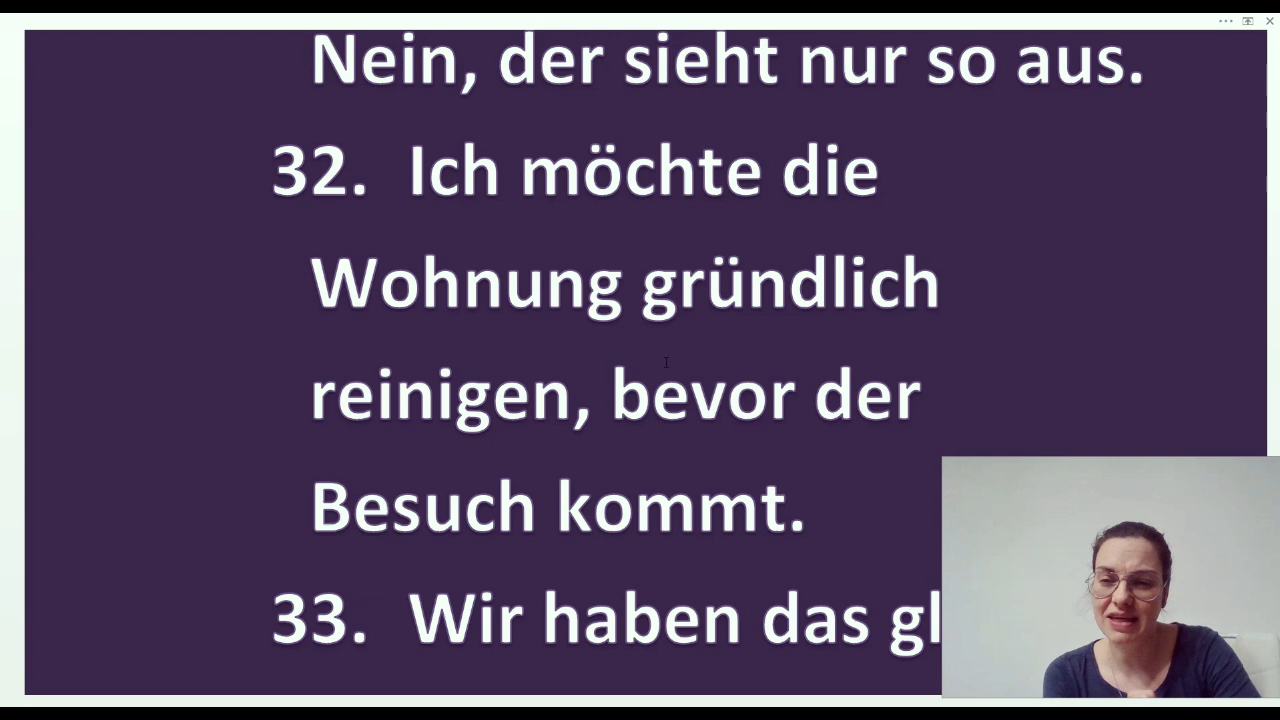 Nein, der sieht nur so aus.
32. Ich möchte die
Wohnung gründlich
reinigen, bevor der
Besuch kommt.
33. Wir haben das